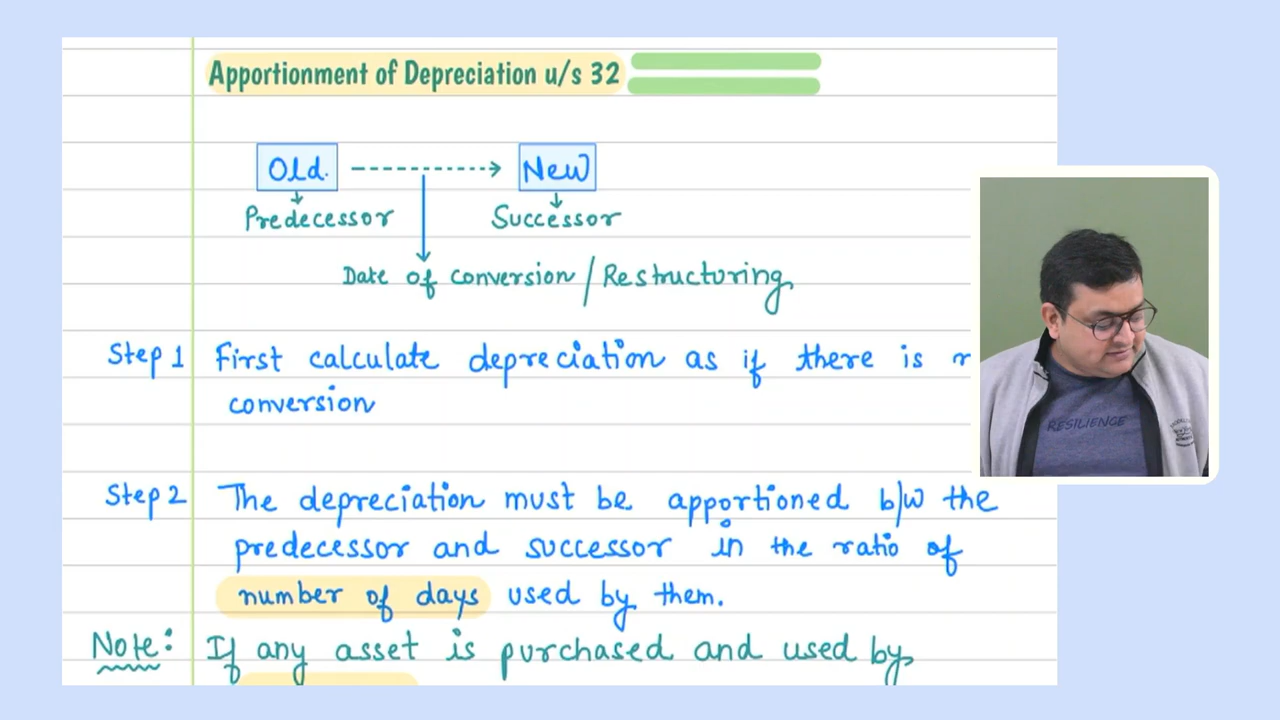 Apportionment of Depreciation u/s 32
Old. New
Predecessor Successor
Date of conversion / Restructoring
Step 1 First calculate depreciation as if there is
conversion
Step 2 The depreciation must be apportioned b/w the
predecessor and successor in the ratio of
number of days used by them.
Note: If any asset is purchased and used by
RESILIENCE